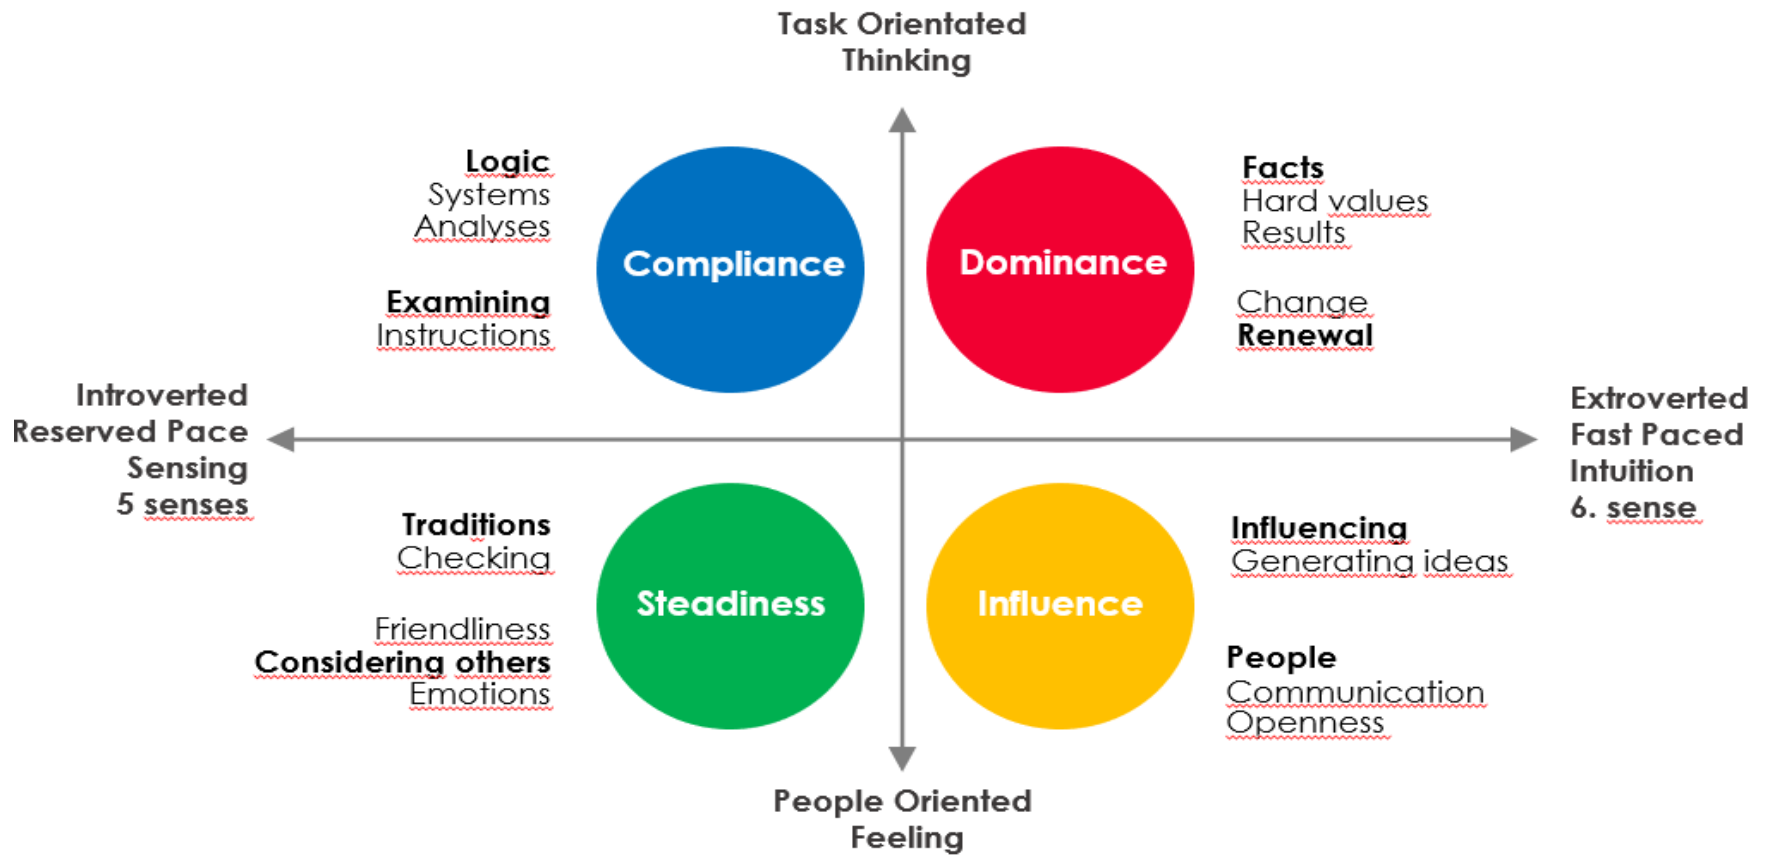 Task Orientated
Thinking
Logic
Systems
Analyses
Examining
Instructions
Compliance
Dominance
Facts
Hard values
Results
Change
Renewal
Introverted
Reserved Pace
Sensing
5 senses
Extroverted
Fast Paced
Intuition
6. sense
Traditions
Checking
Friendliness
Considering others
Emotions
Steadiness
Influence
Influencing
Generating ideas
People
Communication
Openness
People Oriented
Feeling